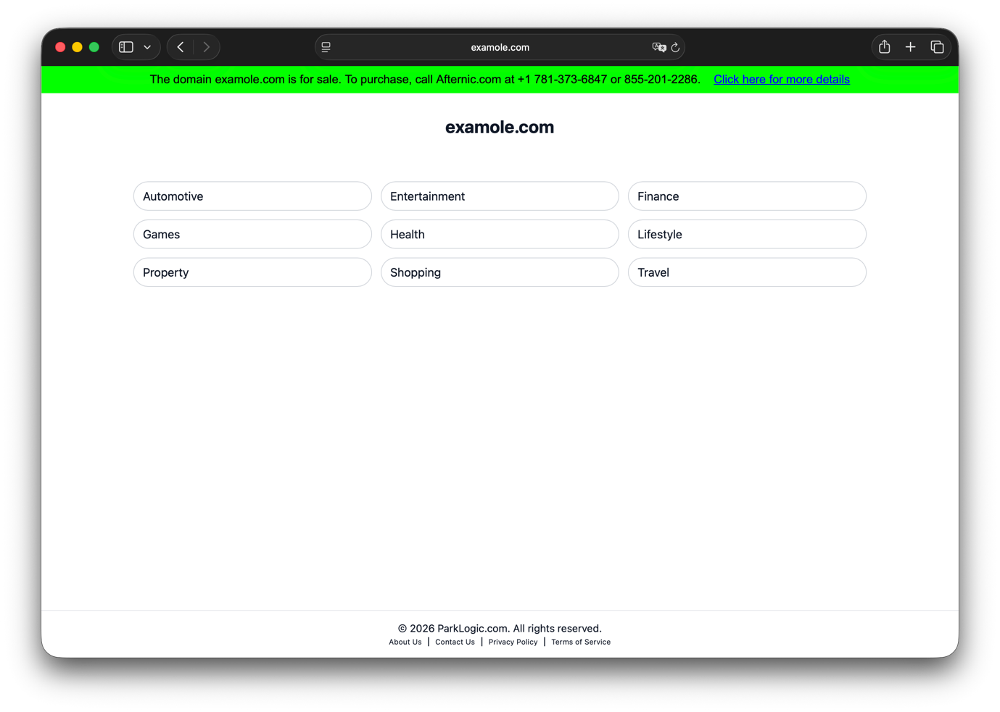 examole.com
The domain examole.com is for sale. To purchase, call Afternic.com at +1 781-373-6847 or 855-201-2286. Click here for more details
examole.com
Automotive
Entertainment
Finance
Games
Health
Lifestyle
Property
Shopping
Travel
© 2026 ParkLogic.com. All rights reserved.
About Us | Contact Us | Privacy Policy | Terms of Service